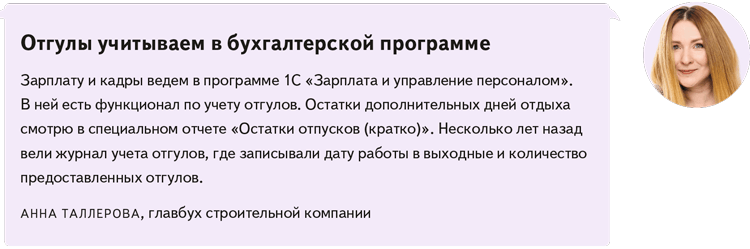 Отгулы учитываем в бухгалтерской программе
Зарплату и кадры ведем в программе 1С «Зарплата и управление персоналом».
В ней есть функционал по учету отгулов. Остатки дополнительных дней отдыха
смотрю в специальном отчете «Остатки отпусков (кратко)». Несколько лет назад
вели журнал учета отгулов, где записывали дату работы в выходные и количество
предоставленных отгулов.
АННА ТАЛЛЕРОВА, главбух строительной компании